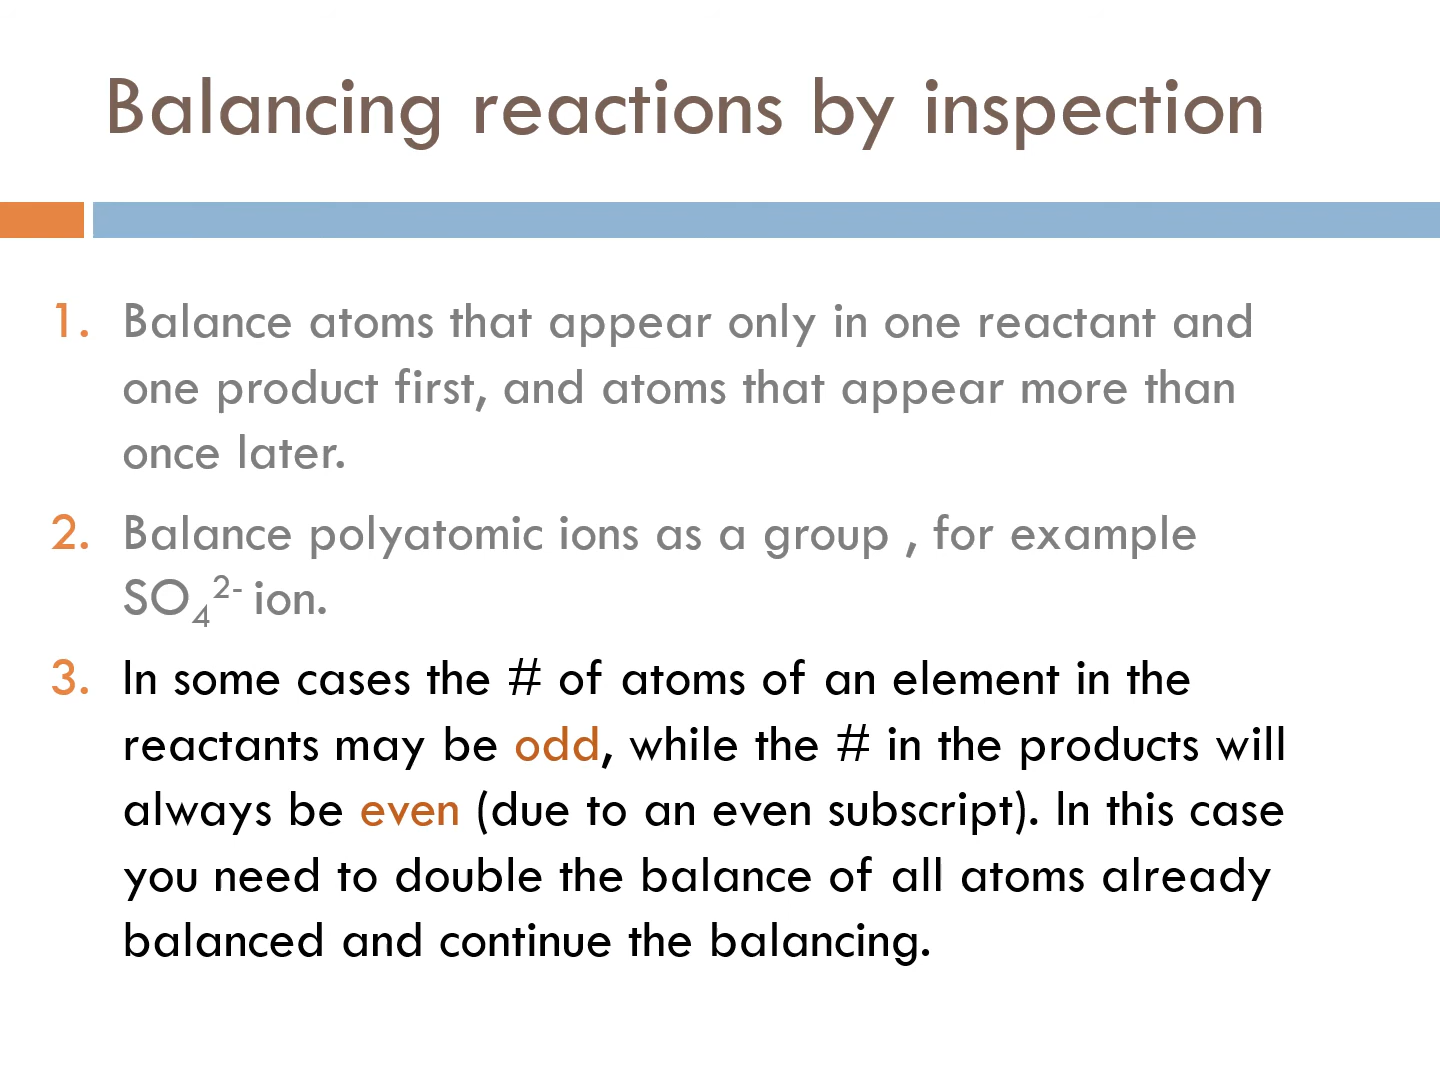 Balancing reactions by inspection
1. Balance atoms that appear only in one reactant and
one product first, and atoms that appear more than
once later.
2. Balance polyatomic ions as a group , for example
SO₄²⁻ ion.
3. In some cases the # of atoms of an element in the
reactants may be odd, while the # in the products will
always be even (due to an even subscript). In this case
you need to double the balance of all atoms already
balanced and continue the balancing.